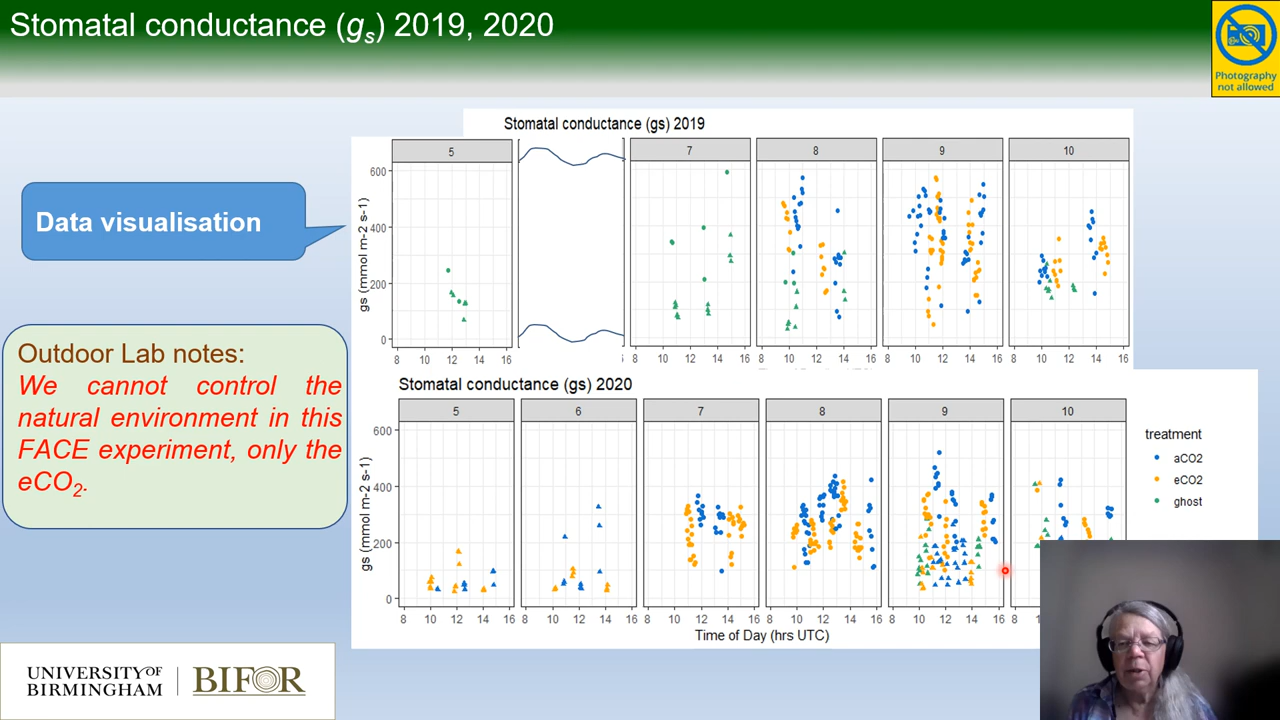 Stomatal conductance (gs) 2019, 2020
Photography
not allowed
Data visualisation
Outdoor Lab notes:
We cannot control the
natural environment in this
FACE experiment, only the
eCO2.
Stomatal conductance (gs) 2019
5 7 8 9 10
gs (mmol m-2 s-1)
600
400
200
0
8 10 12 14 16 8 10 12 14 16 8 10 12 14 16 8 10 12 14 16 8 10 12 14 16
Stomatal conductance (gs) 2020
5 6 7 8 9 10
gs (mmol m-2 s-1)
600
400
200
0
8 10 12 14 16 8 10 12 14 16 8 10 12 14 16 8 10 12 14 16 8 10 12 14 16 8
Time of Day (hrs UTC)
treatment
aCO2
eCO2
ghost
UNIVERSITY OF
BIRMINGHAM
BIFOR